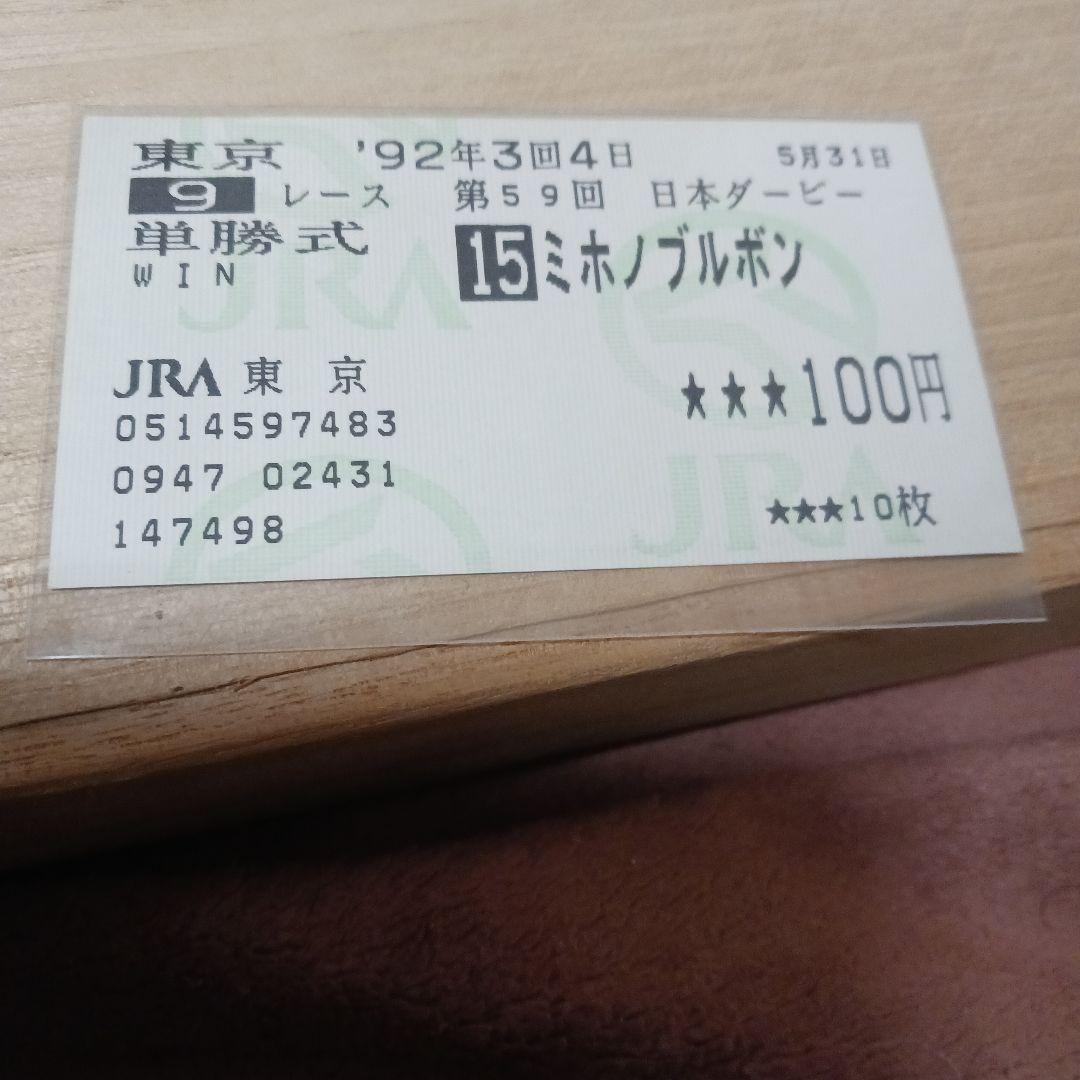 東京 '92年3回4日 5月31日
9 レース 第59回 日本ダービー
単勝式
WIN 15 ミホノブルボン
JRA 東京 ★★★100円
0514597483
0947 02431
147498 ★★★10枚
JRA
JRA